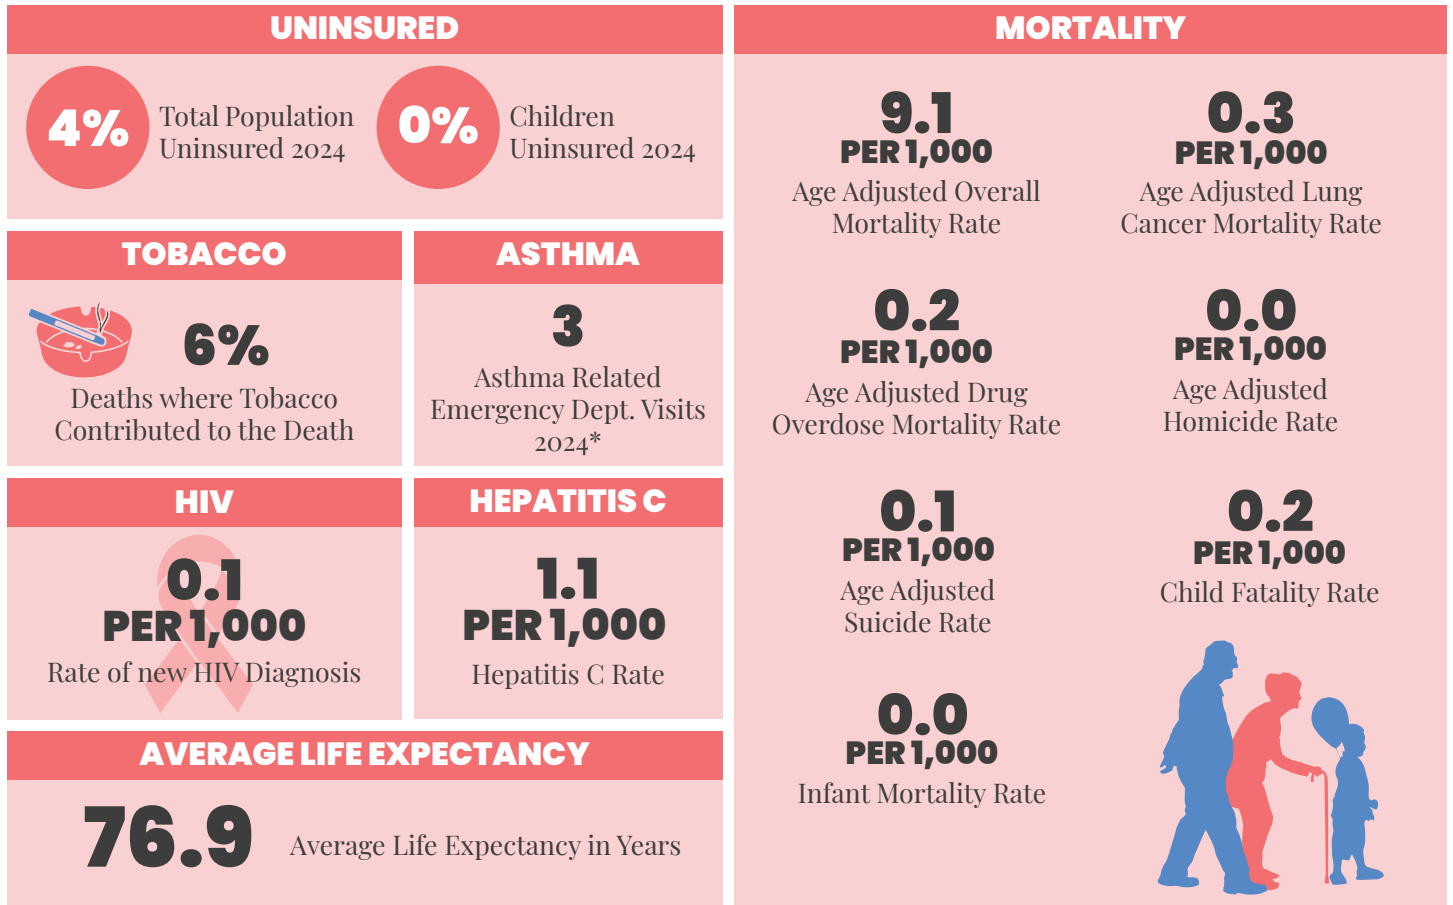 UNINSURED
4%
Total Population
Uninsured 2024
0%
Children
Uninsured 2024
TOBACCO
6%
Deaths where Tobacco
Contributed to the Death
ASTHMA
3
Asthma Related
Emergency Dept. Visits
2024*
HIV
0.1
PER 1,000
Rate of new HIV Diagnosis
HEPATITIS C
1.1
PER 1,000
Hepatitis C Rate
AVERAGE LIFE EXPECTANCY
76.9
Average Life Expectancy in Years
MORTALITY
9.1
PER 1,000
Age Adjusted Overall
Mortality Rate
0.3
PER 1,000
Age Adjusted Lung
Cancer Mortality Rate
0.2
PER 1,000
Age Adjusted Drug
Overdose Mortality Rate
0.0
PER 1,000
Age Adjusted
Homicide Rate
0.1
PER 1,000
Age Adjusted
Suicide Rate
0.2
PER 1,000
Child Fatality Rate
0.0
PER 1,000
Infant Mortality Rate